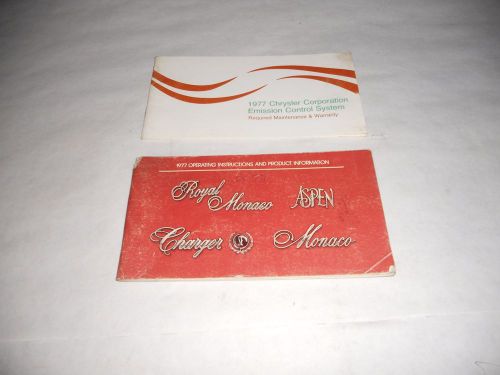 1977 Chrysler Corporation
Emission Control System
Required Maintenance & Warranty
1977 OPERATING INSTRUCTIONS AND PRODUCT INFORMATION
Royal Monaco
ASPEN
Charger
Monaco